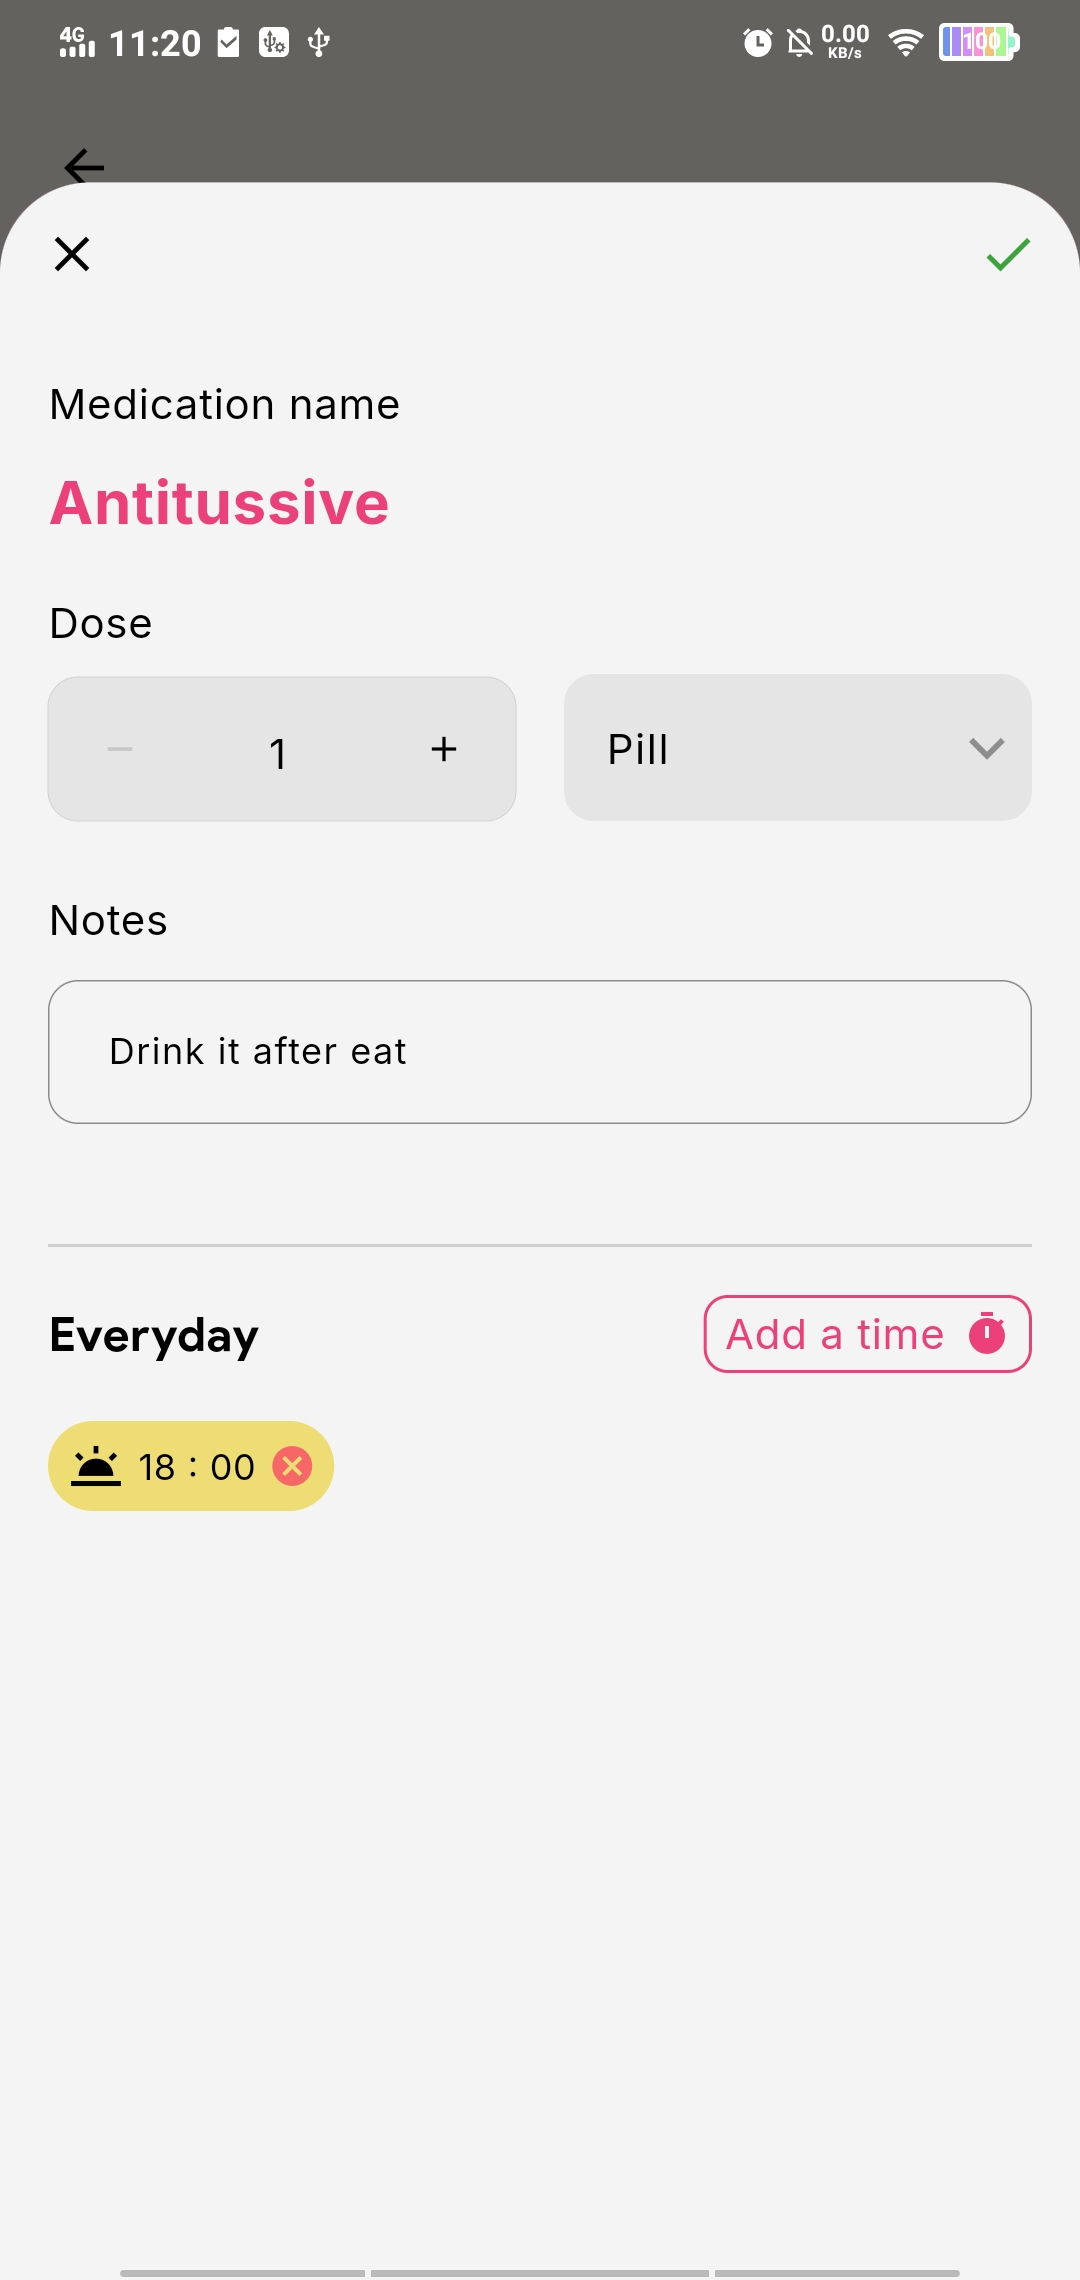 4G 11:20 0.00 KB/s 100
Medication name
Antitussive
Dose
1 Pill
Notes
Drink it after eat
Everyday Add a time
18 : 00